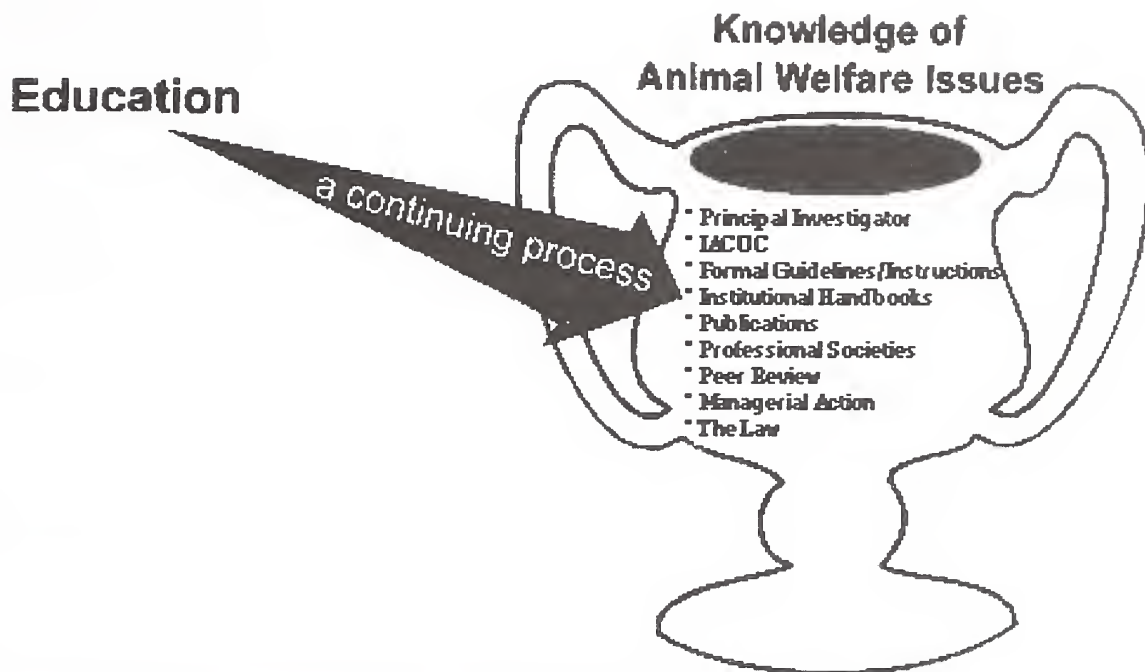 Knowledge of
Animal Welfare Issues
Education
a continuing process
Principal Investigator
IACUC
Formal Guidelines/Instructions
Institutional Handbooks
Publications
Professional Societies
Peer Review
Managerial Action
The Law